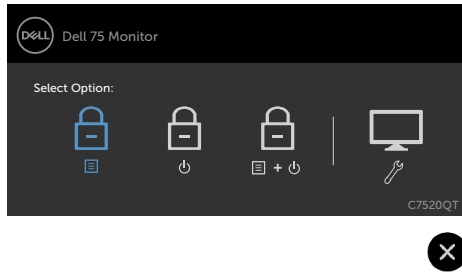 DELL
Dell 75 Monitor
Select Option:
+
C7520QT